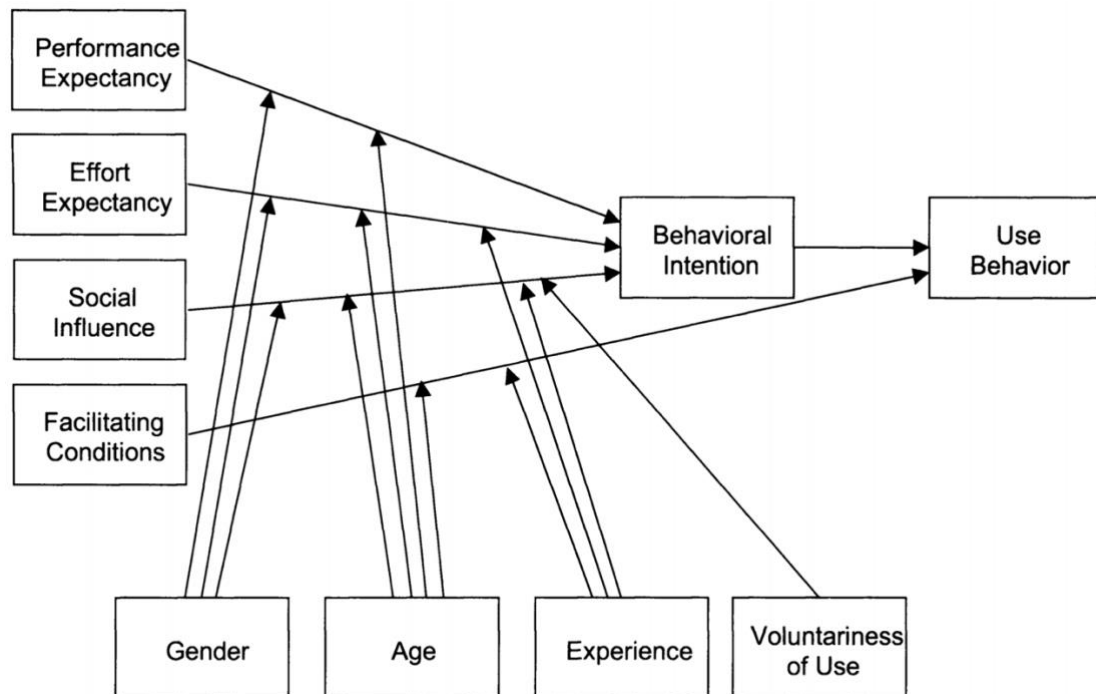 Performance
Expectancy
Effort
Expectancy
Social
Influence
Facilitating
Conditions
Behavioral
Intention
Use
Behavior
Gender
Age
Experience
Voluntariness
of Use